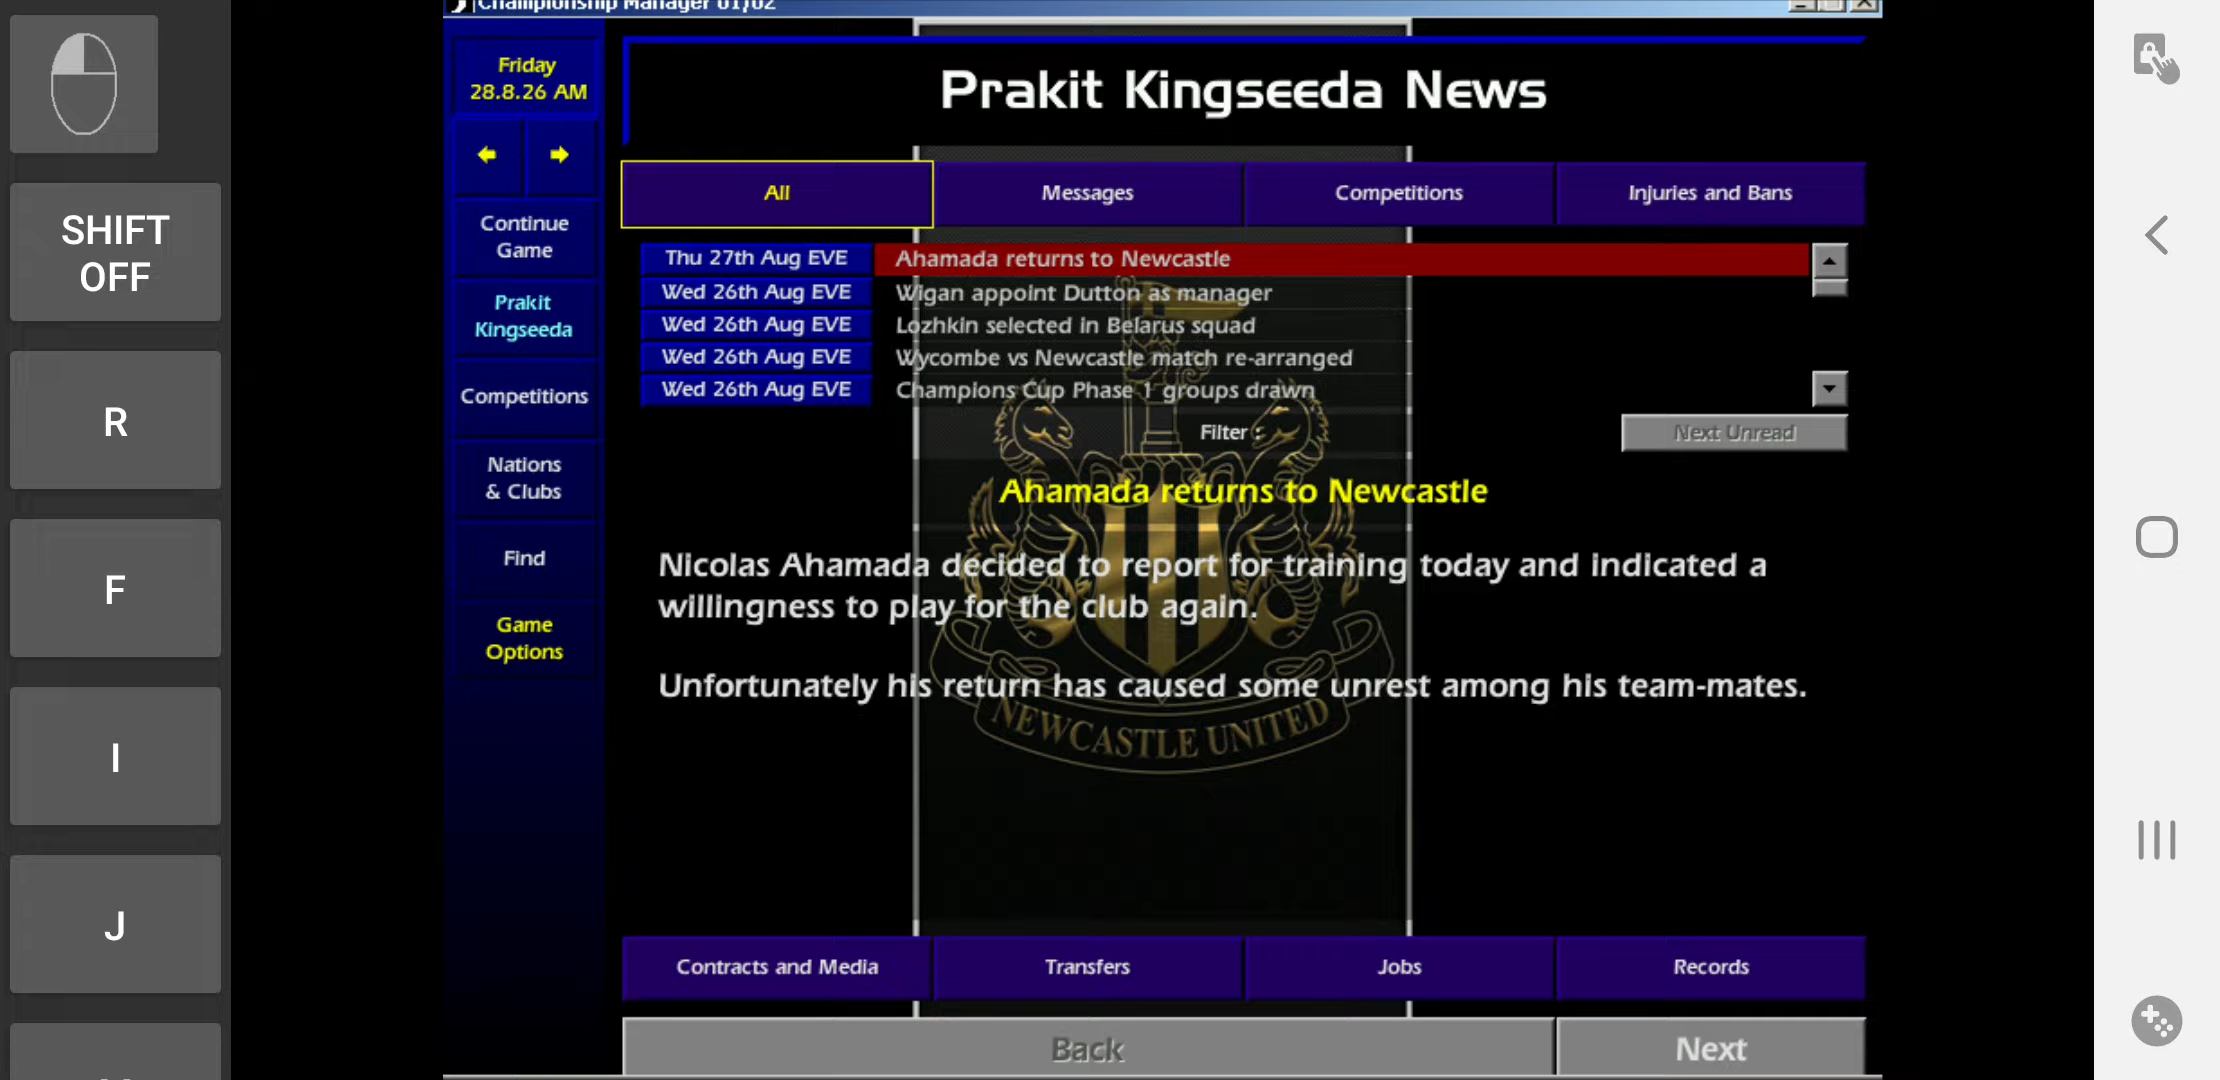 Championship Manager 01/02
Friday
28.8.26 AM
Prakit Kingseeda News
SHIFT
OFF
R
F
I
J
Continue
Game
Prakit
Kingseeda
Competitions
Nations
& Clubs
Find
Game
Options
All
Messages
Competitions
Injuries and Bans
Thu 27th Aug EVE Ahamada returns to Newcastle
Wed 26th Aug EVE Wigan appoint Dutton as manager
Wed 26th Aug EVE Lozhkin selected in Belarus squad
Wed 26th Aug EVE Wycombe vs Newcastle match re-arranged
Wed 26th Aug EVE Champions Cup Phase 1 groups drawn
Filter :
Next Unread
Ahamada returns to Newcastle
Nicolas Ahamada decided to report for training today and indicated a
willingness to play for the club again.
Unfortunately his return has caused some unrest among his team-mates.
NEWCASTLE UNITED
Contracts and Media
Transfers
Jobs
Records
Back
Next